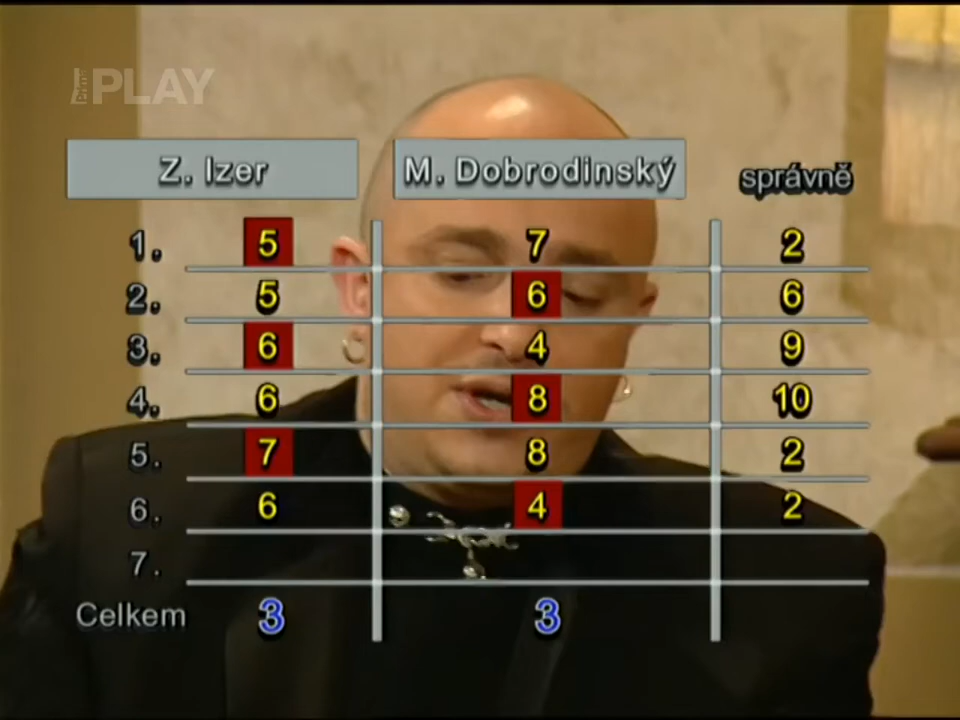 Prima PLAY
Z. Izer M. Dobrodinský správně
1. 5 7 2
2. 5 6 6
3. 6 4 9
4. 6 8 10
5. 7 8 2
6. 6 4 2
7.
Celkem 3 3